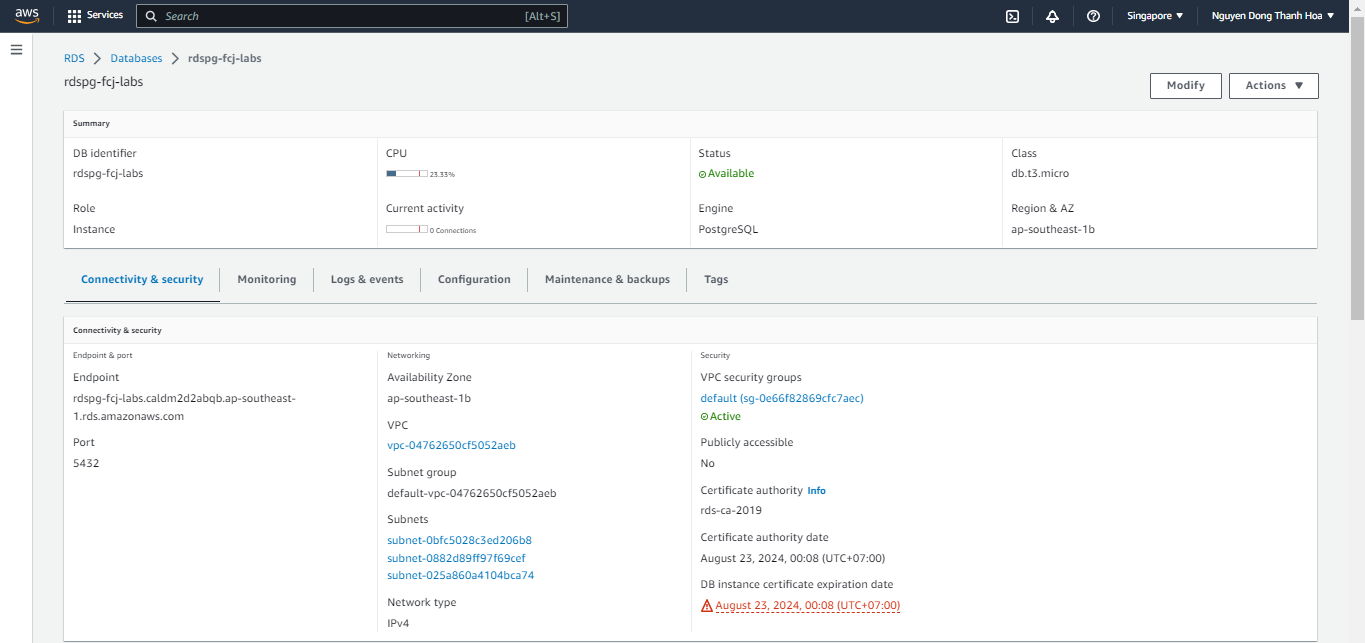 aws
Services
Search
[Alt+S]
Singapore
Nguyen Dong Thanh Hoa
RDS
Databases
rdspg-fcj-labs
rdspg-fcj-labs
Modify
Actions
Summary
DB identifier
rdspg-fcj-labs
CPU
23.33%
Status
Available
Class
db.t3.micro
Role
Instance
Current activity
0 Connections
Engine
PostgreSQL
Region & AZ
ap-southeast-1b
Connectivity & security
Monitoring
Logs & events
Configuration
Maintenance & backups
Tags
Connectivity & security
Endpoint & port
Endpoint
rdspg-fcj-labs.caldm2d2abqb.ap-southeast-
1.rds.amazonaws.com
Port
5432
Networking
Availability Zone
ap-southeast-1b
VPC
vpc-04762650cf5052aeb
Subnet group
default-vpc-04762650cf5052aeb
Subnets
subnet-0bfc5028c3ed206b8
subnet-0882d89ff97f69cef
subnet-025a860a4104bca74
Network type
IPv4
Security
VPC security groups
default (sg-0e66f82869cfc7aec)
Active
Publicly accessible
No
Certificate authority Info
rds-ca-2019
Certificate authority date
August 23, 2024, 00:08 (UTC+07:00)
DB instance certificate expiration date
August 23, 2024, 00:08 (UTC+07:00)